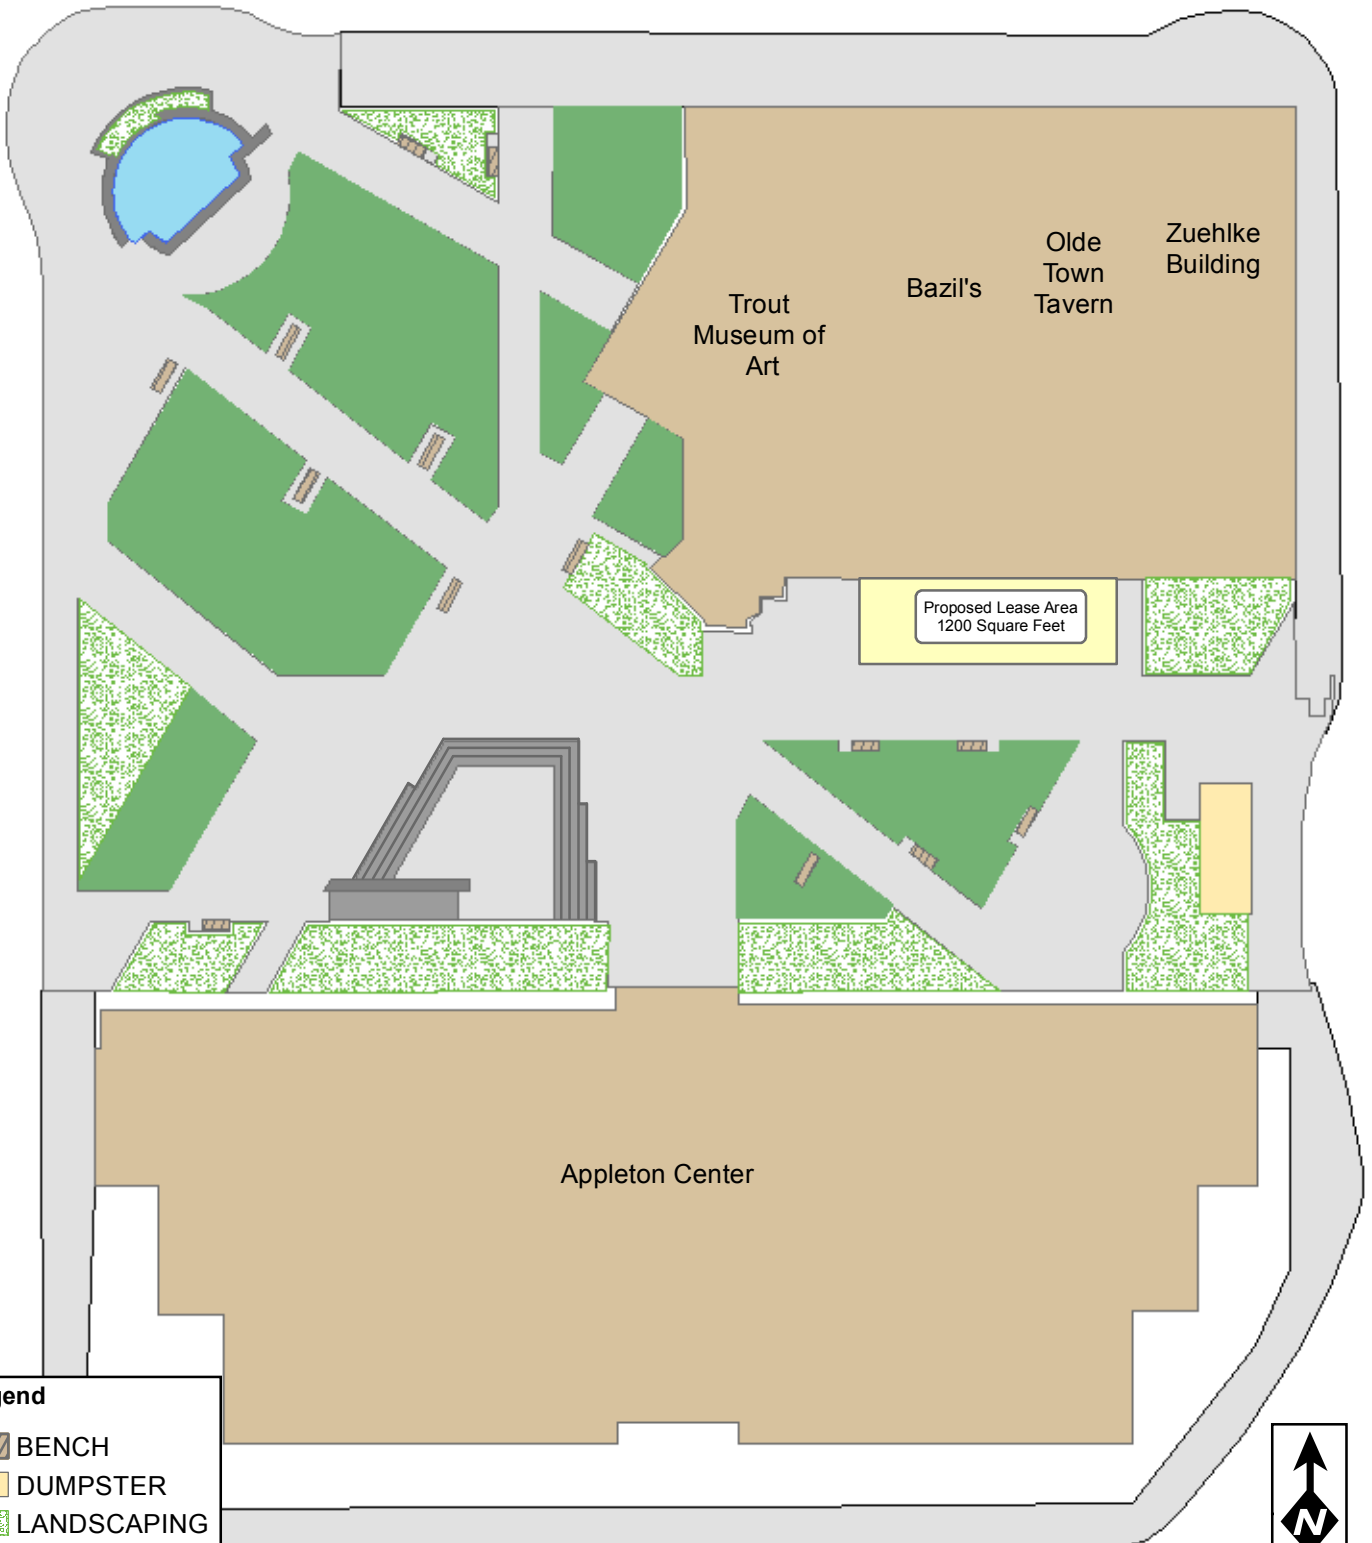 Olde
Town
Tavern
Zuehlke
Building
Bazil's
Trout
Museum of
Art
Proposed Lease Area
1200 Square Feet
Appleton Center
gend
BENCH
DUMPSTER
LANDSCAPING
N